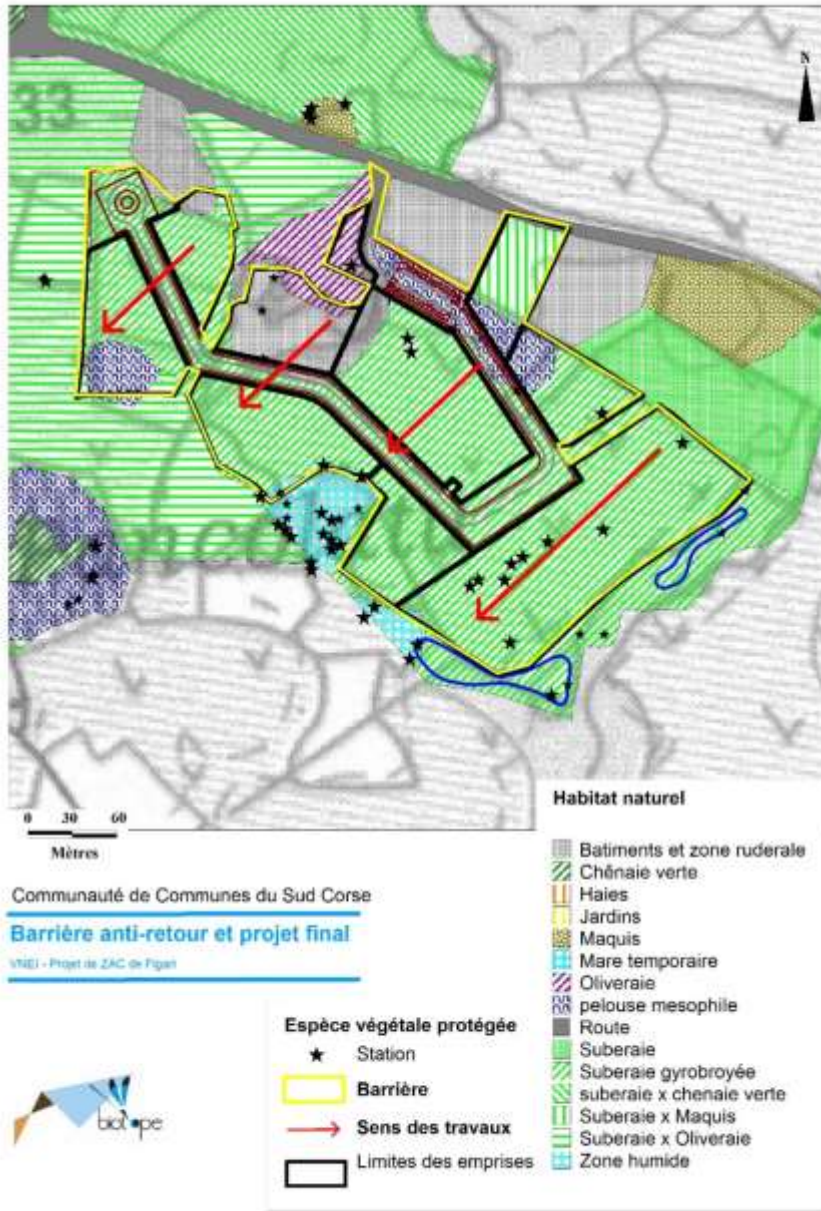 33
N
0 30 60
Mètres
Communauté de Communes du Sud Corse
Barrière anti-retour et projet final
VNEI - Projet de ZAC de Figari
biotope
Espèce végétale protégée
Station
Barrière
Sens des travaux
Limites des emprises
Habitat naturel
Batiments et zone ruderale
Chênaie verte
Haies
Jardins
Maquis
Mare temporaire
Oliveraie
pelouse mesophile
Route
Suberaie
Suberaie gyrobroyée
suberaie x chenaie verte
Suberaie x Maquis
Suberaie x Oliveraie
Zone humide